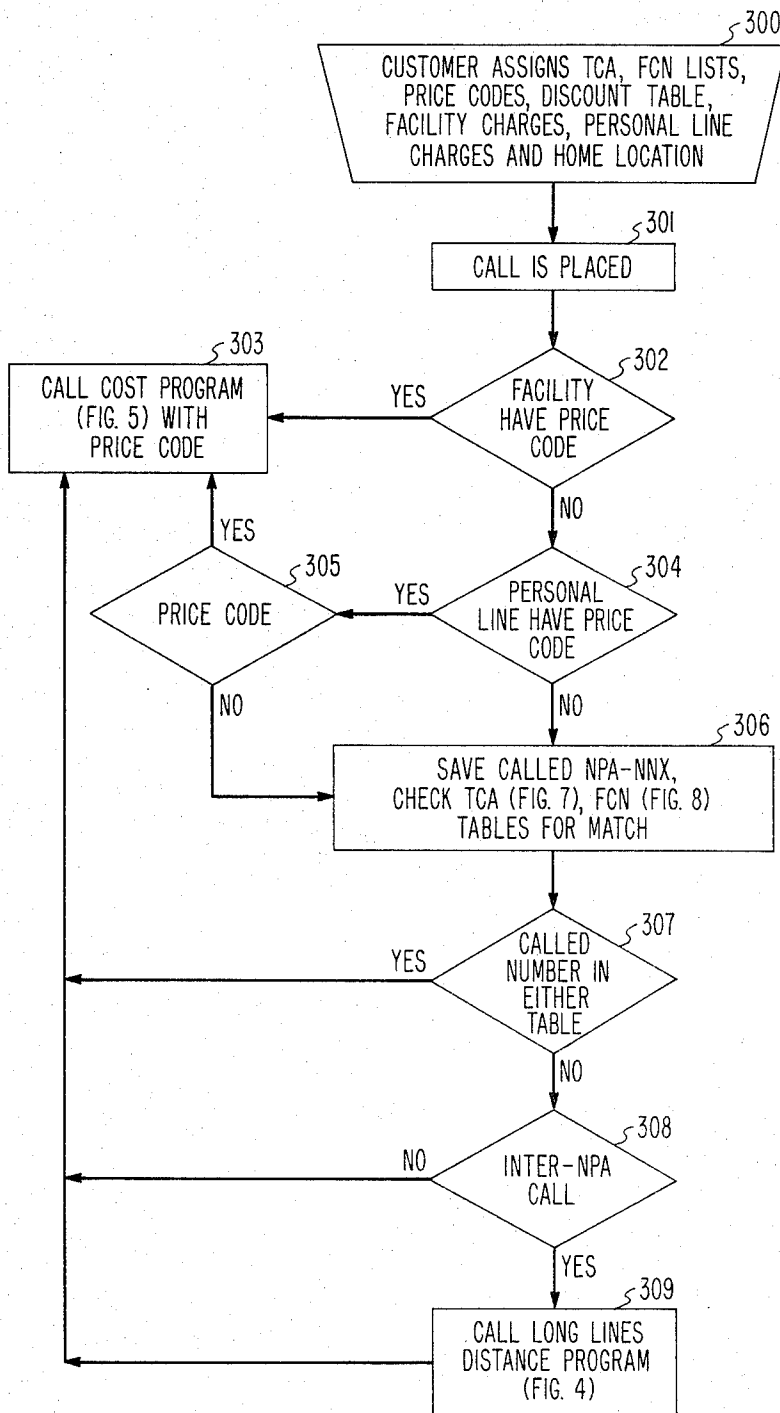 300
CUSTOMER ASSIGNS TCA, FCN LISTS,
PRICE CODES, DISCOUNT TABLE,
FACILITY CHARGES, PERSONAL LINE
CHARGES AND HOME LOCATION
301
CALL IS PLACED
302
FACILITY
HAVE PRICE
CODE
YES
NO
303
CALL COST PROGRAM
(FIG. 5) WITH
PRICE CODE
304
PERSONAL
LINE HAVE PRICE
CODE
YES
NO
305
PRICE CODE
YES
NO
306
SAVE CALLED NPA-NNX,
CHECK TCA (FIG. 7), FCN (FIG. 8)
TABLES FOR MATCH
307
CALLED
NUMBER IN
EITHER
TABLE
YES
NO
308
INTER-NPA
CALL
NO
YES
309
CALL LONG LINES
DISTANCE PROGRAM
(FIG. 4)